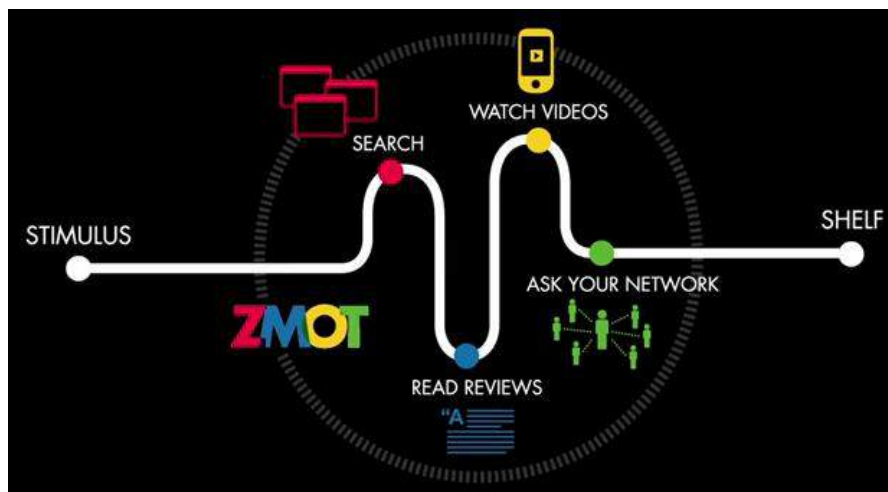 WATCH VIDEOS
SEARCH
STIMULUS
SHELF
ASK YOUR NETWORK
ZMOT
READ REVIEWS
“A